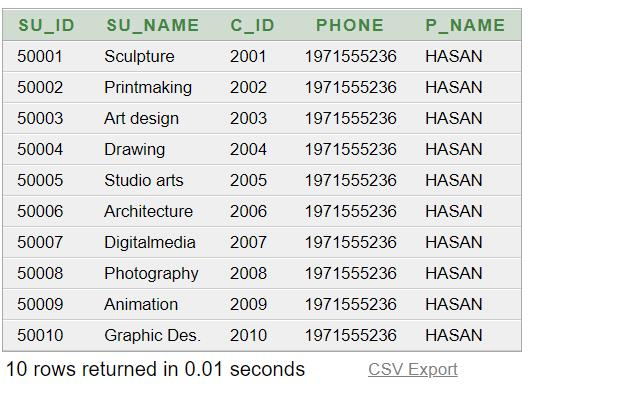 SU_ID SU_NAME C_ID PHONE P_NAME
50001 Sculpture 2001 1971555236 HASAN
50002 Printmaking 2002 1971555236 HASAN
50003 Art design 2003 1971555236 HASAN
50004 Drawing 2004 1971555236 HASAN
50005 Studio arts 2005 1971555236 HASAN
50006 Architecture 2006 1971555236 HASAN
50007 Digitalmedia 2007 1971555236 HASAN
50008 Photography 2008 1971555236 HASAN
50009 Animation 2009 1971555236 HASAN
50010 Graphic Des. 2010 1971555236 HASAN
10 rows returned in 0.01 seconds CSV Export